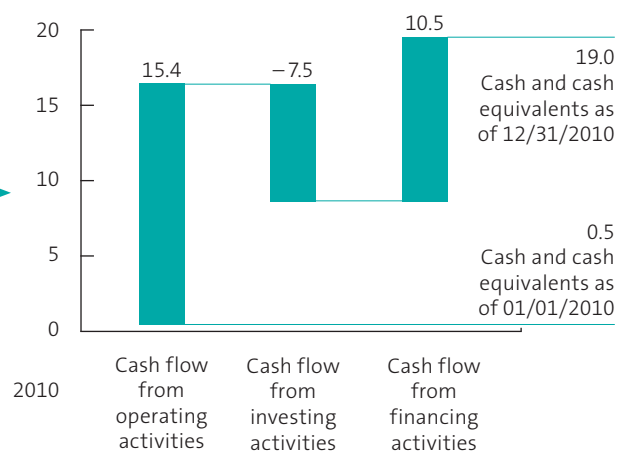 20
15
10
5
0
15.4
–7.5
10.5
19.0
Cash and cash
equivalents as
of 12/31/2010
0.5
Cash and cash
equivalents as
of 01/01/2010
2010
Cash flow
from
operating
activities
Cash flow
from
investing
activities
Cash flow
from
financing
activities